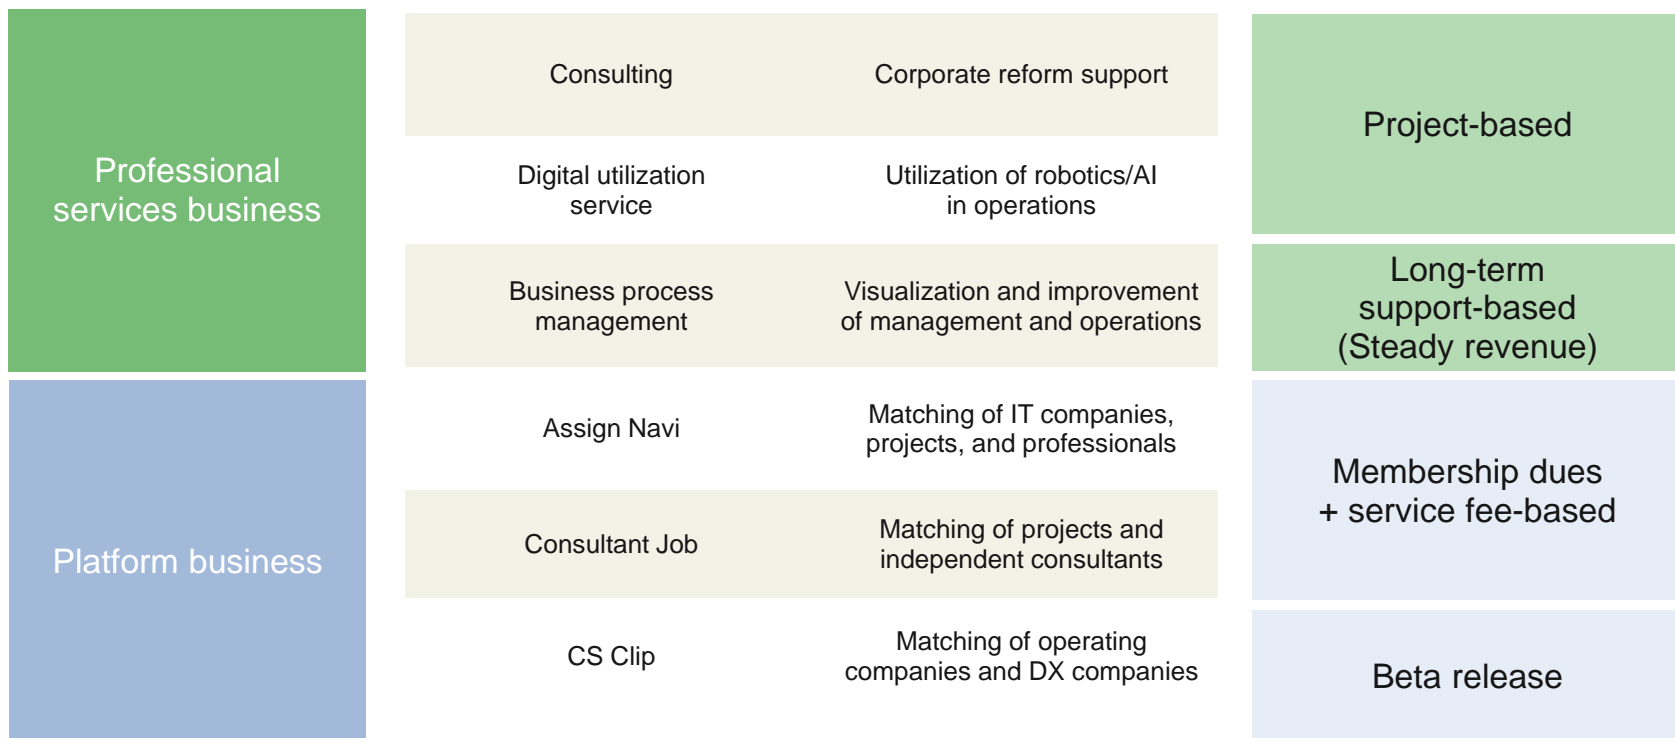 Professional
services business
Consulting
Corporate reform support
Project-based
Digital utilization
service
Utilization of robotics/AI
in operations
Business process
management
Visualization and improvement
of management and operations
Long-term
support-based
(Steady revenue)
Platform business
Assign Navi
Matching of IT companies,
projects, and professionals
Membership dues
+ service fee-based
Consultant Job
Matching of projects and
independent consultants
CS Clip
Matching of operating
companies and DX companies
Beta release